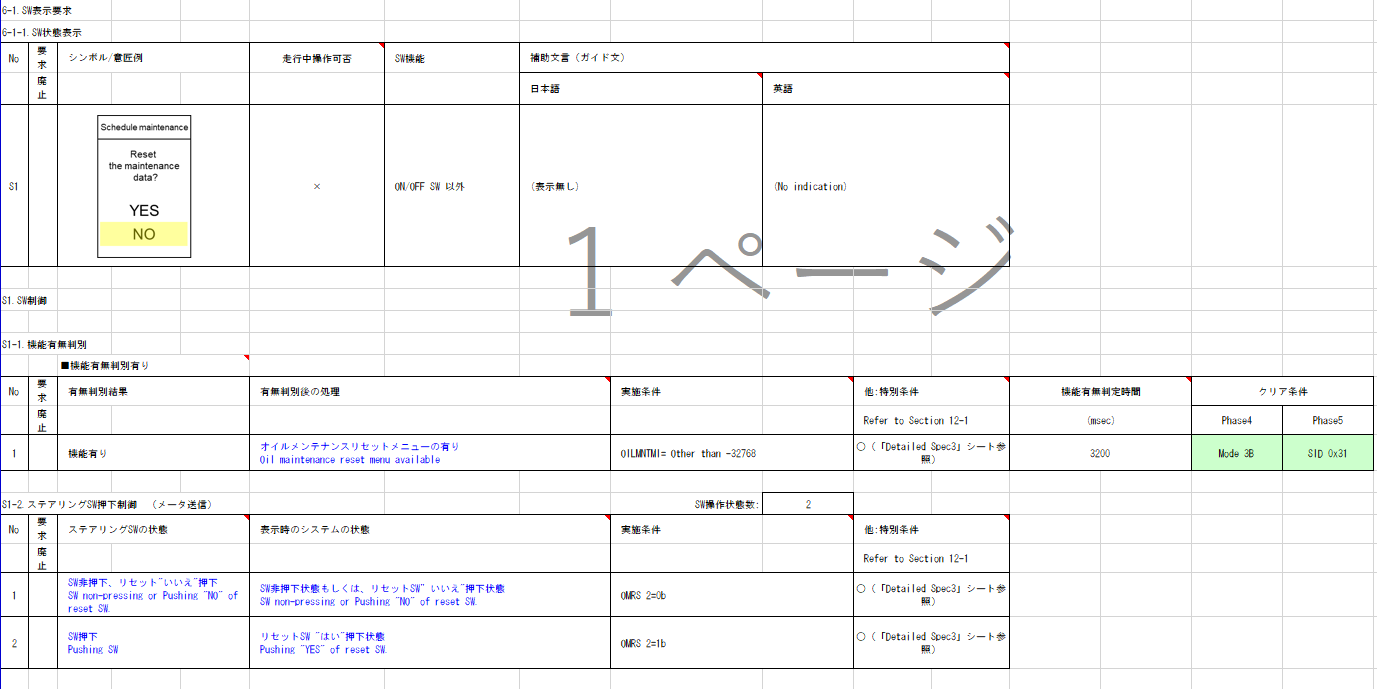 6-1.SW表示要求
6-1-1.SW状態表示
No 要求 シンボル/意匠例 走行中操作可否 SW機能 補助文言（ガイド文）
廃止 日本語 英語
Schedule maintenance
Reset
the maintenance
data?
YES
NO
S1 × ON/OFF SW 以外 (表示無し) (No indication)
1 ページ
S1.SW制御
S1-1.機能有無判別
■機能有無判別有り
No 要求 有無判別結果 有無判別後の処理 実施条件 他:特別条件 機能有無判定時間 クリア条件
廃止 Refer to Section 12-1 (msec) Phase4 Phase5
1 機能有り オイルメンテナンスリセットメニューの有り
Oil maintenance reset menu available
OILMNTMI= Other than -32768 〇（「Detailed Spec3」シート参
照） 3200 Mode 3B SID 0x31
S1-2.ステアリングSW押下制御　（メータ送信） SW操作状態数: 2
No 要求 ステアリングSWの状態 表示時のシステムの状態 実施条件 他:特別条件
廃止 Refer to Section 12-1
1 SW非押下、リセット"いいえ"押下
SW non-pressing or Pushing "NO" of
reset SW.
SW非押下状態もしくは、リセットSW" いいえ"押下状態
SW non-pressing or Pushing "NO" of reset SW.
OMRS 2=0b 〇（「Detailed Spec3」シート参
照）
2 SW押下
Pushing SW
リセットSW "はい"押下状態
Pushing "YES" of reset SW.
OMRS 2=1b 〇（「Detailed Spec3」シート参
照）